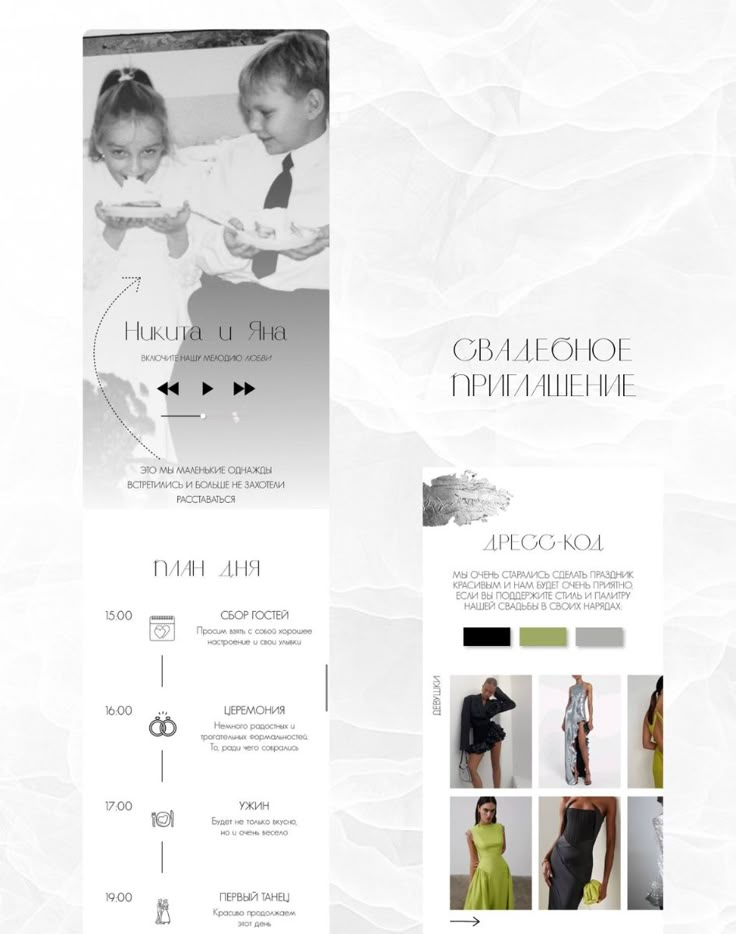 Никита и Яна
ВКЛЮЧИТЕ НАШУ МЕЛОДИЮ ЛЮБВИ
ЭТО МЫ МАЛЕНЬКИЕ ОДНАЖДЫ
ВСТРЕТИЛИСЬ И БОЛЬШЕ НЕ ЗАХОТЕЛИ
РАССТАВАТЬСЯ
ПЛАН ДНЯ
15:00
СБОР ГОСТЕЙ
Просим взять с собой хорошее
настроение и свои улыбки
16:00
ЦЕРЕМОНИЯ
Немного радостных и
трогательных формальностей.
То, ради чего собрались
17:00
УЖИН
Будет не только вкусно,
но и очень весело
19:00
ПЕРВЫЙ ТАНЕЦ
Красиво продолжаем
этот день
СВАДЕБНОЕ
ПРИГЛАШЕНИЕ
ДРЕСС-КОД
МЫ ОЧЕНЬ СТАРАЛИСЬ СДЕЛАТЬ ПРАЗДНИК
КРАСИВЫМ И НАМ БУДЕТ ОЧЕНЬ ПРИЯТНО,
ЕСЛИ ВЫ ПОДДЕРЖИТЕ СТИЛЬ И ПАЛИТРУ
НАШЕЙ СВАДЬБЫ В СВОИХ НАРЯДАХ
ДЕВУШКИ